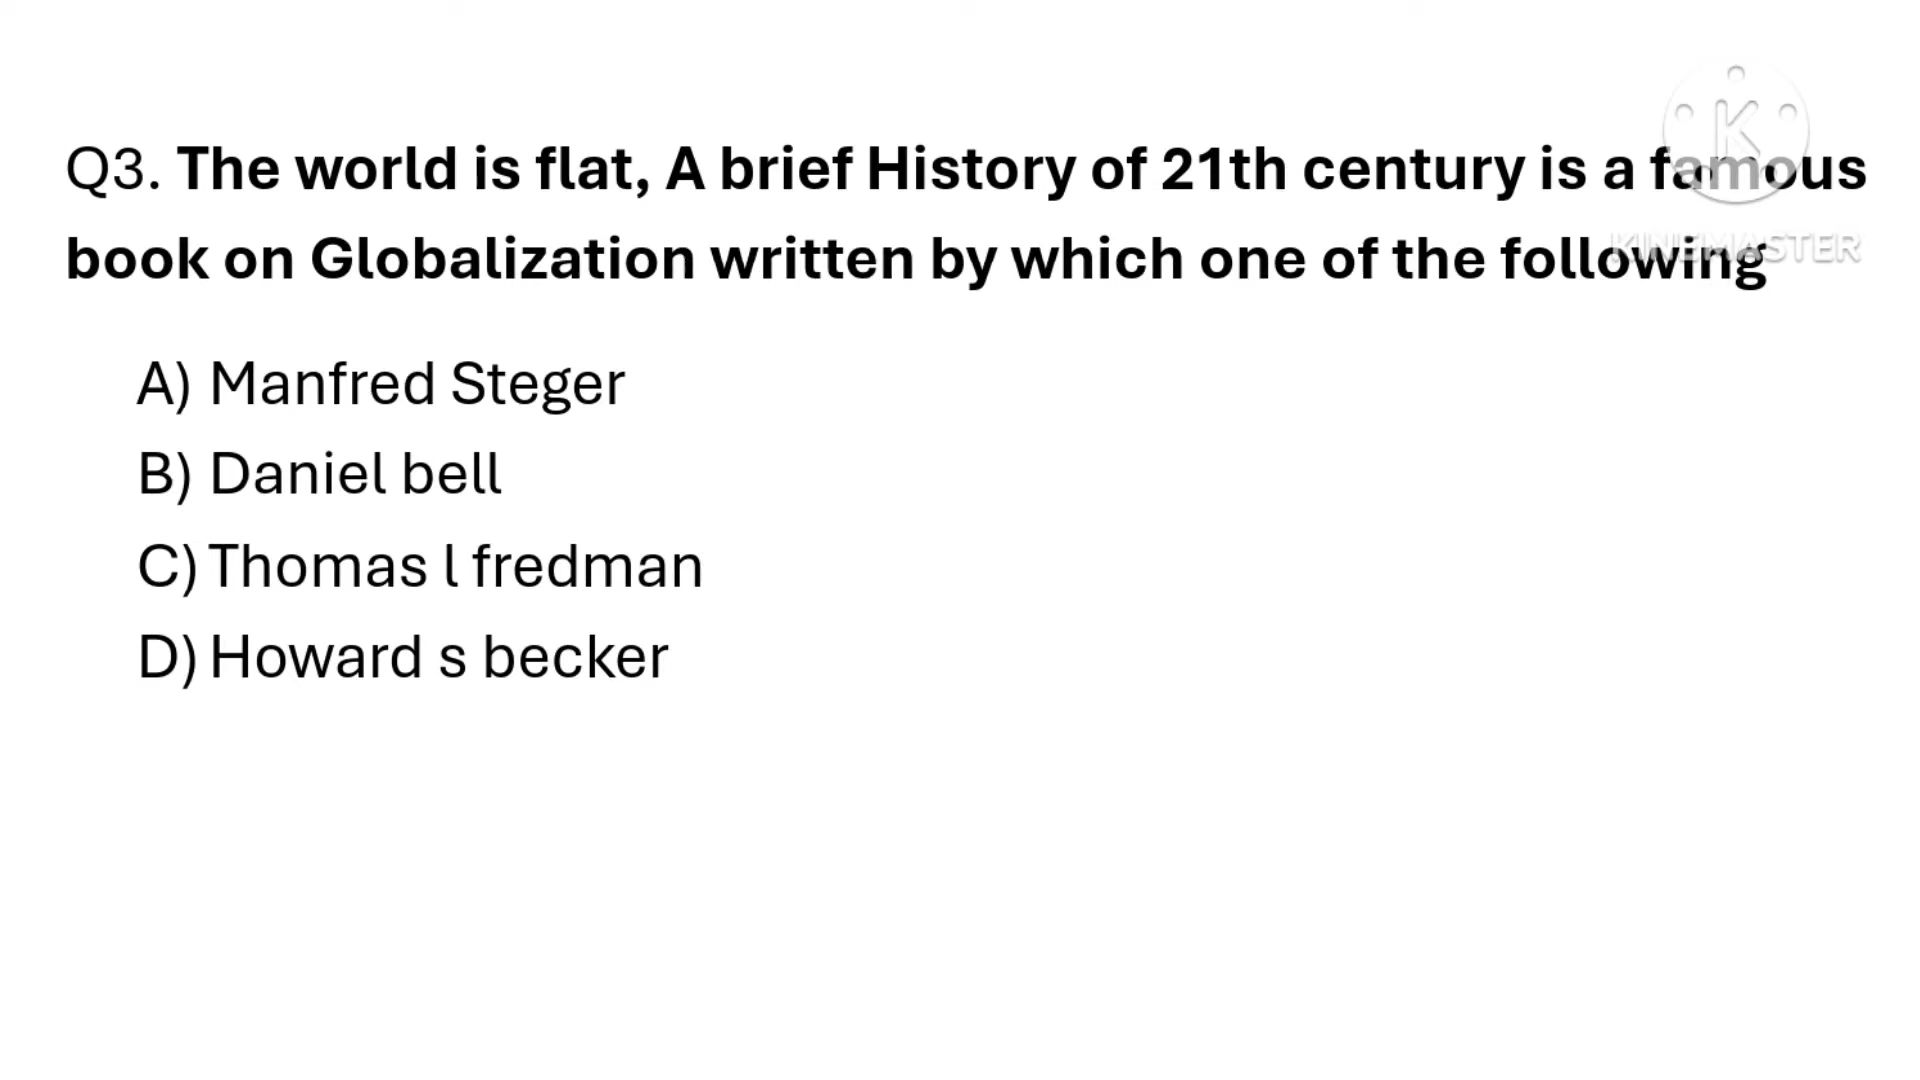 Q3. The world is flat, A brief History of 21th century is a famous
book on Globalization written by which one of the following
A) Manfred Steger
B) Daniel bell
C) Thomas l fredman
D) Howard s becker
K
KINEMASTER